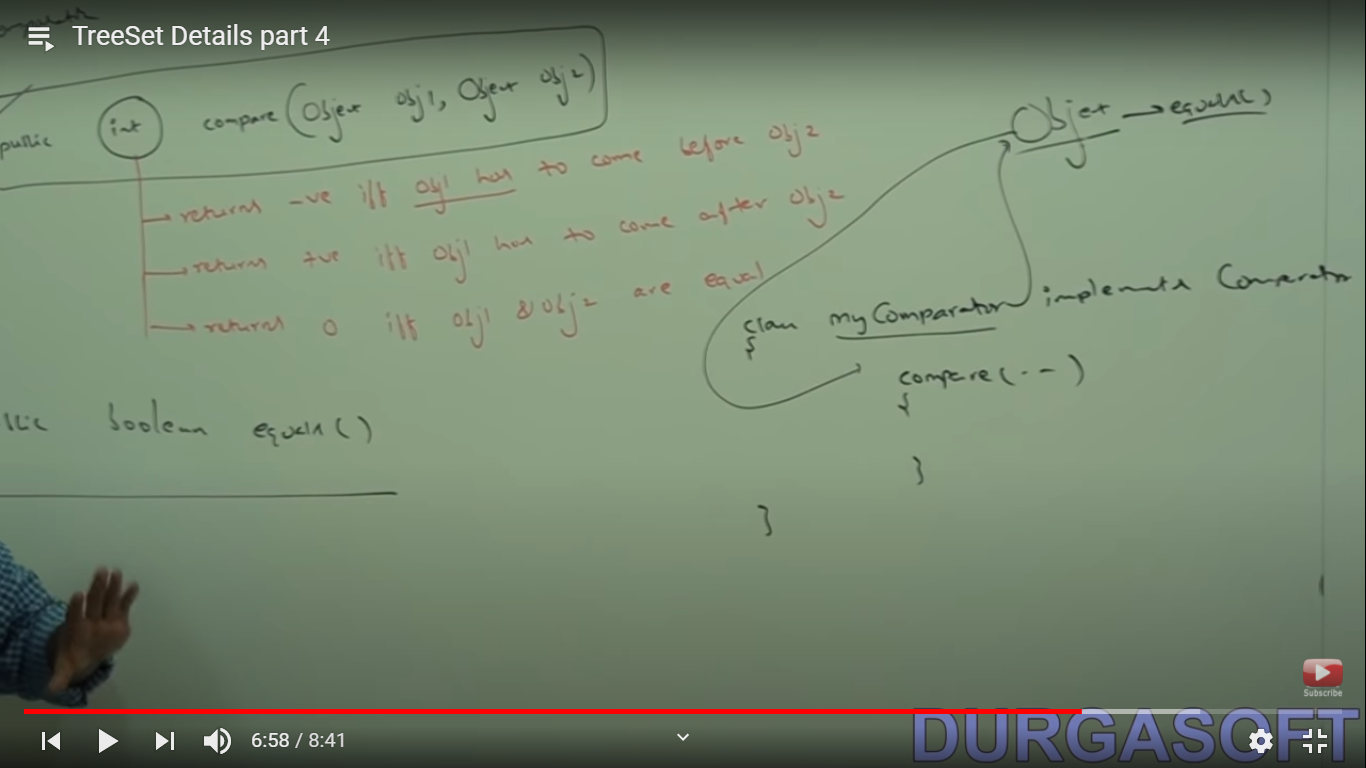 TreeSet Details part 4
public int compare(Object obj1, Object obj2)
returns -ve iff obj1 has to come before obj2
returns +ve iff obj1 has to come after obj2
returns 0 iff obj1 & obj2 are equal
boolean equals()
Object → equals()
class myComparator implements Comparator
{
compare(---)
{
}
}
Subscribe
DURGASOFT
6:58 / 8:41